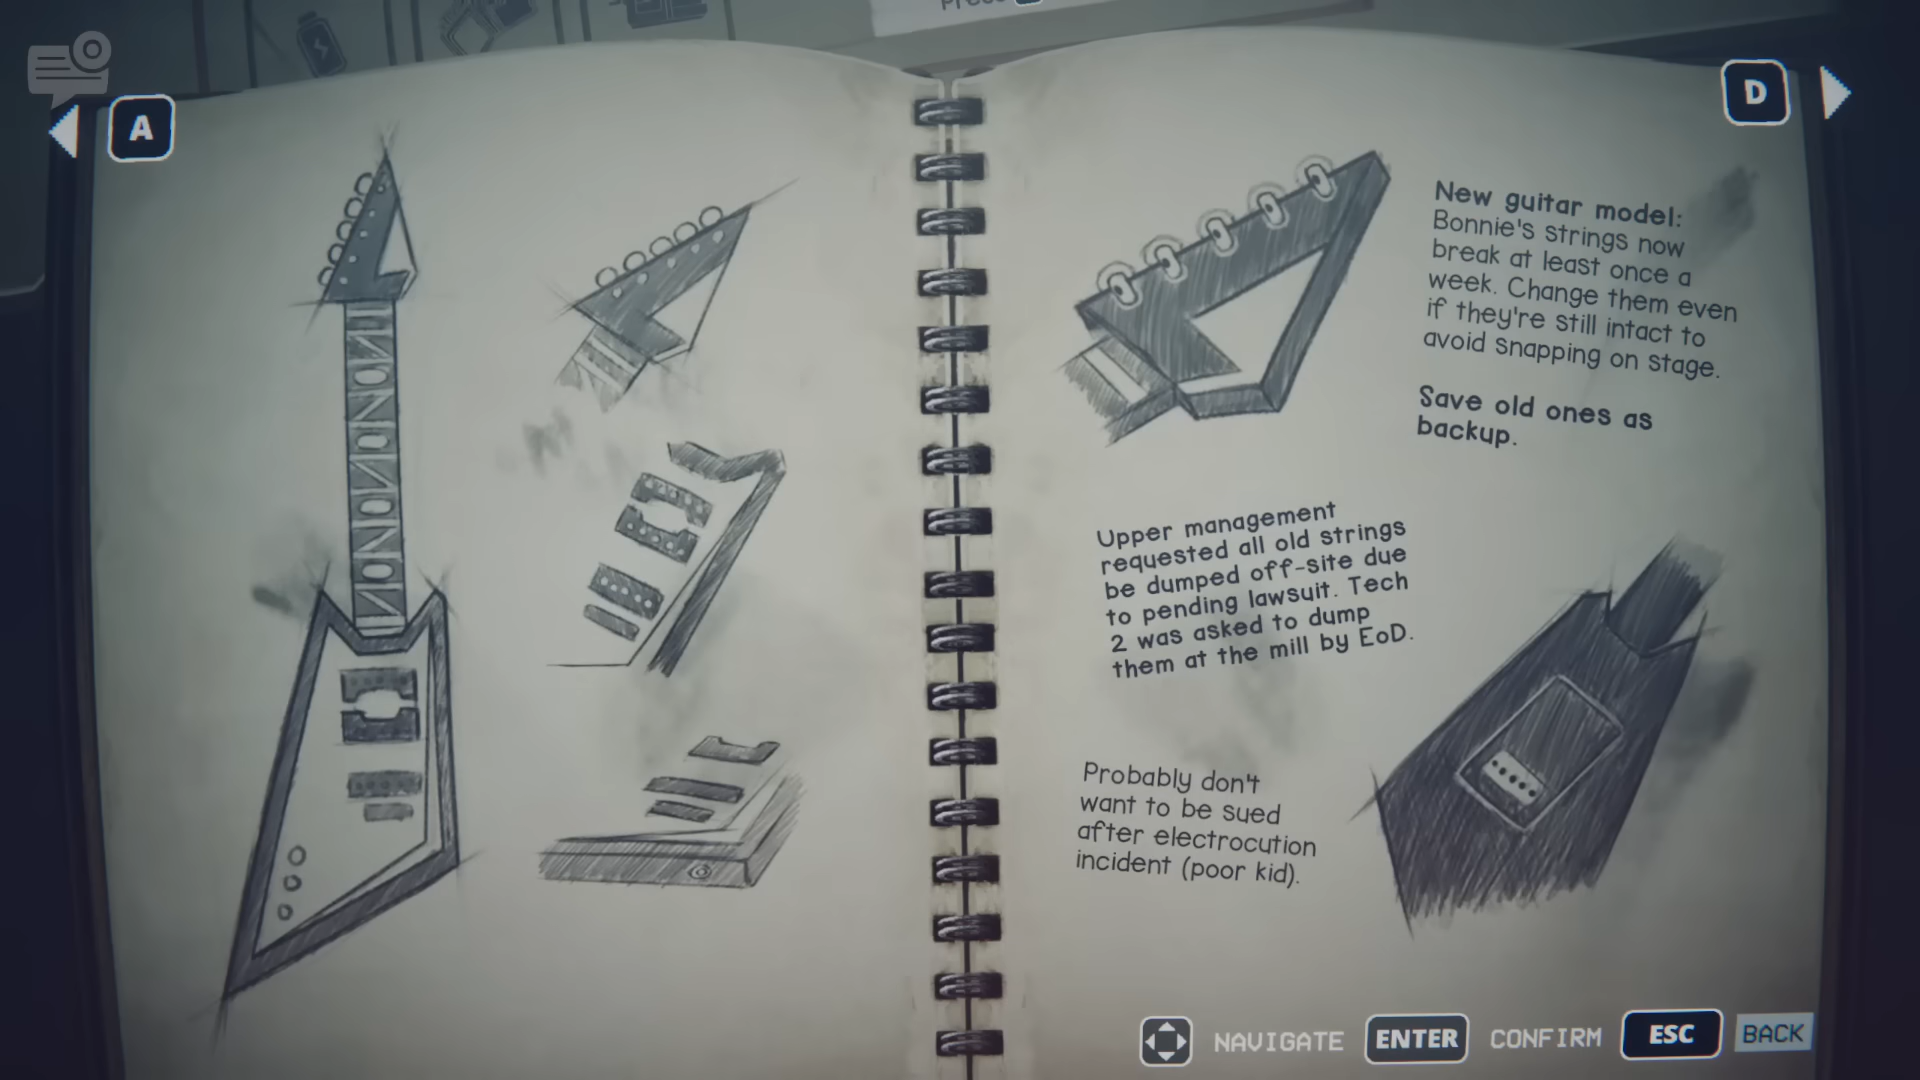 Press
A
D
New guitar model:
Bonnie's strings now
break at least once a
week. Change them even
if they're still intact to
avoid snapping on stage.
Save old ones as
backup.
Upper management
requested all old strings
be dumped off-site due
to pending lawsuit. Tech
2 was asked to dump
them at the mill by EoD.
Probably don't
want to be sued
after electrocution
incident (poor kid).
NAVIGATE ENTER CONFIRM ESC BACK